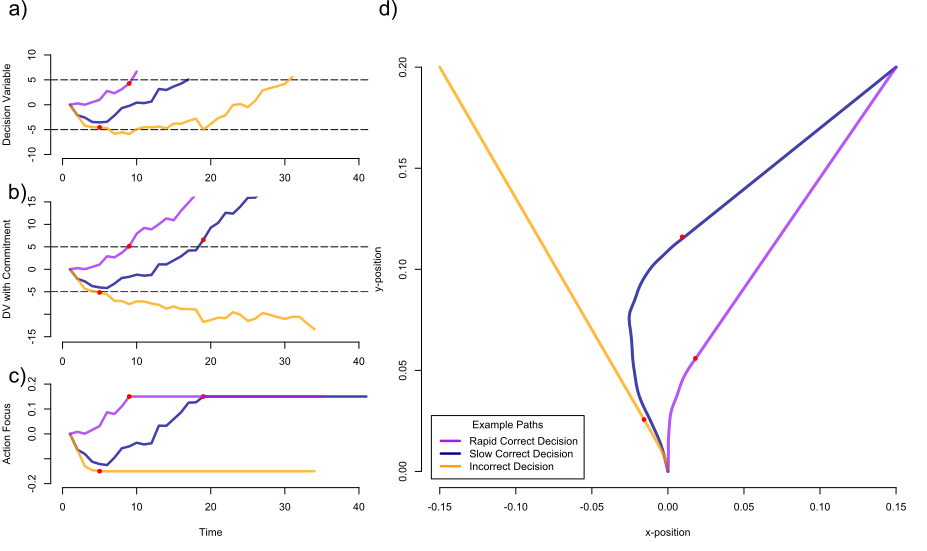 a)
Decision Variable
10
5
0
-5
-10
0 10 20 30 40
b)
DV with Commitment
15
5
0
-5
-15
0 10 20 30 40
c)
Action Focus
0.2
0.1
0.0
-0.2
0 10 20 30 40
Time
d)
y-position
0.20
0.15
0.10
0.05
0.00
Example Paths
Rapid Correct Decision
Slow Correct Decision
Incorrect Decision
-0.15 -0.10 -0.05 0.00 0.05 0.10 0.15
x-position